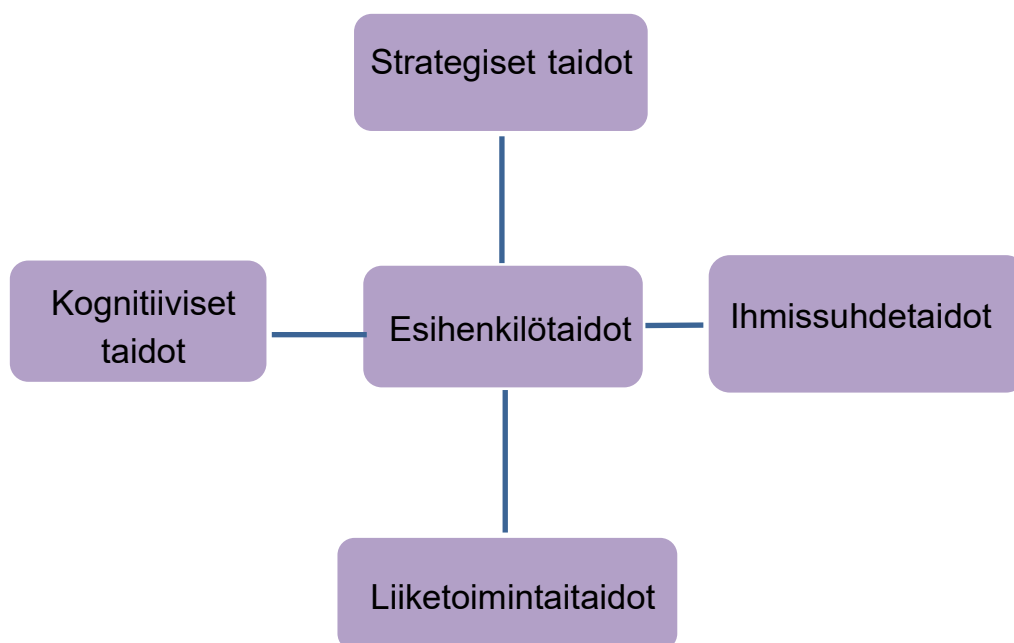 Strategiset taidot
Kognitiiviset
taidot
Esihenkilötaidot
Ihmissuhdetaidot
Liiketoimintaitaidot